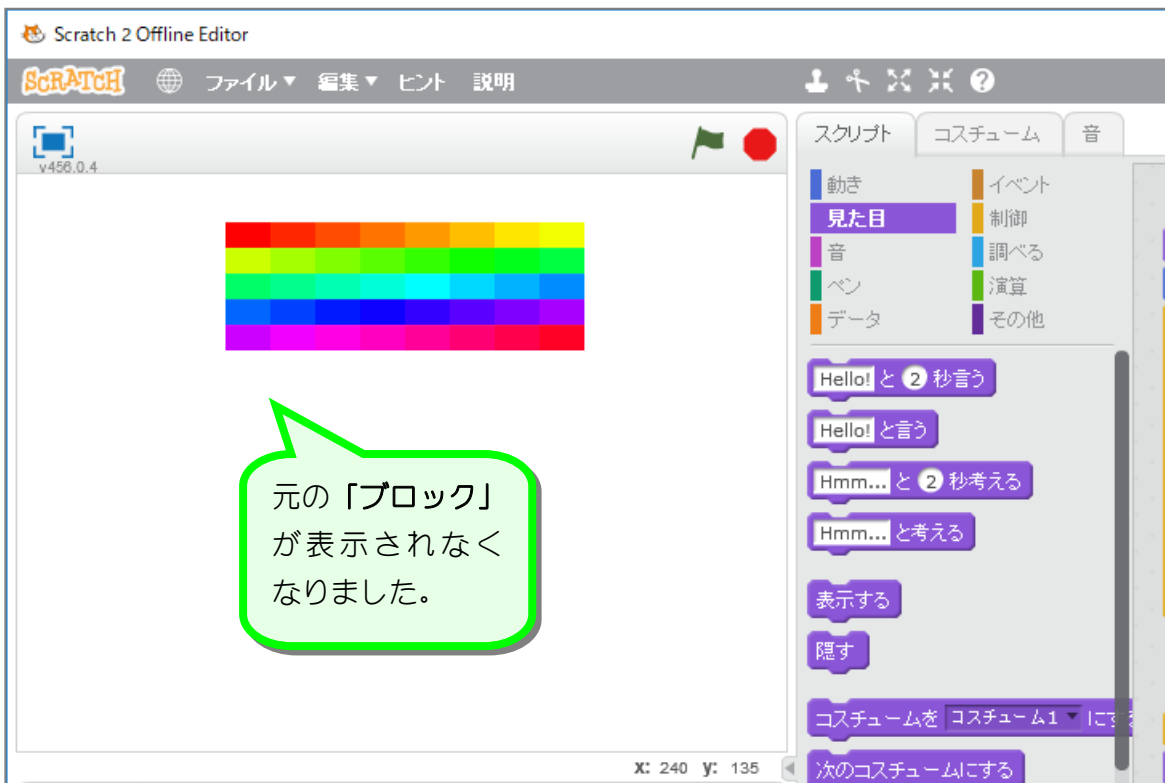 Scratch 2 Offline Editor
SCRATCH ファイル▼ 編集▼ ヒント 説明
v456.0.4
元の「ブロック」
が表示されなく
なりました。
X: 240 y: 135
スクリプト コスチューム 音
動き イベント
見た目 制御
音 調べる
ペン 演算
データ その他
Hello! と 2 秒言う
Hello! と言う
Hmm... と 2 秒考える
Hmm... と考える
表示する
隠す
コスチュームを コスチューム1 にす
次のコスチュームにする